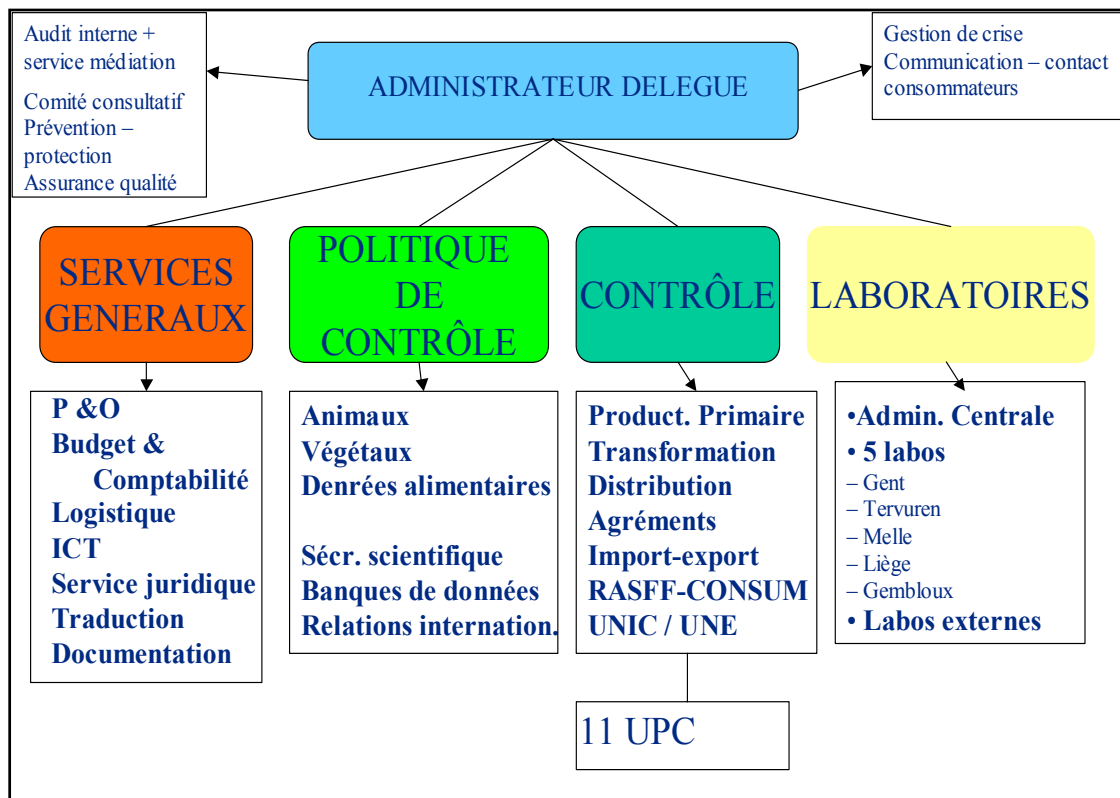 Audit interne +
service médiation
Comité consultatif
Prévention –
protection
Assurance qualité
ADMINISTRATEUR DELEGUE
Gestion de crise
Communication – contact
consommateurs
SERVICES
GENERAUX
POLITIQUE
DE
CONTRÔLE
CONTRÔLE
LABORATOIRES
P &O
Budget &
Comptabilité
Logistique
ICT
Service juridique
Traduction
Documentation
Animaux
Végétaux
Denrées alimentaires
Sécr. scientifique
Banques de données
Relations internation.
Product. Primaire
Transformation
Distribution
Agréments
Import-export
RASFF-CONSUM
UNIC / UNE
11 UPC
•Admin. Centrale
• 5 labos
– Gent
– Tervuren
– Melle
– Liège
– Gembloux
• Labos externes